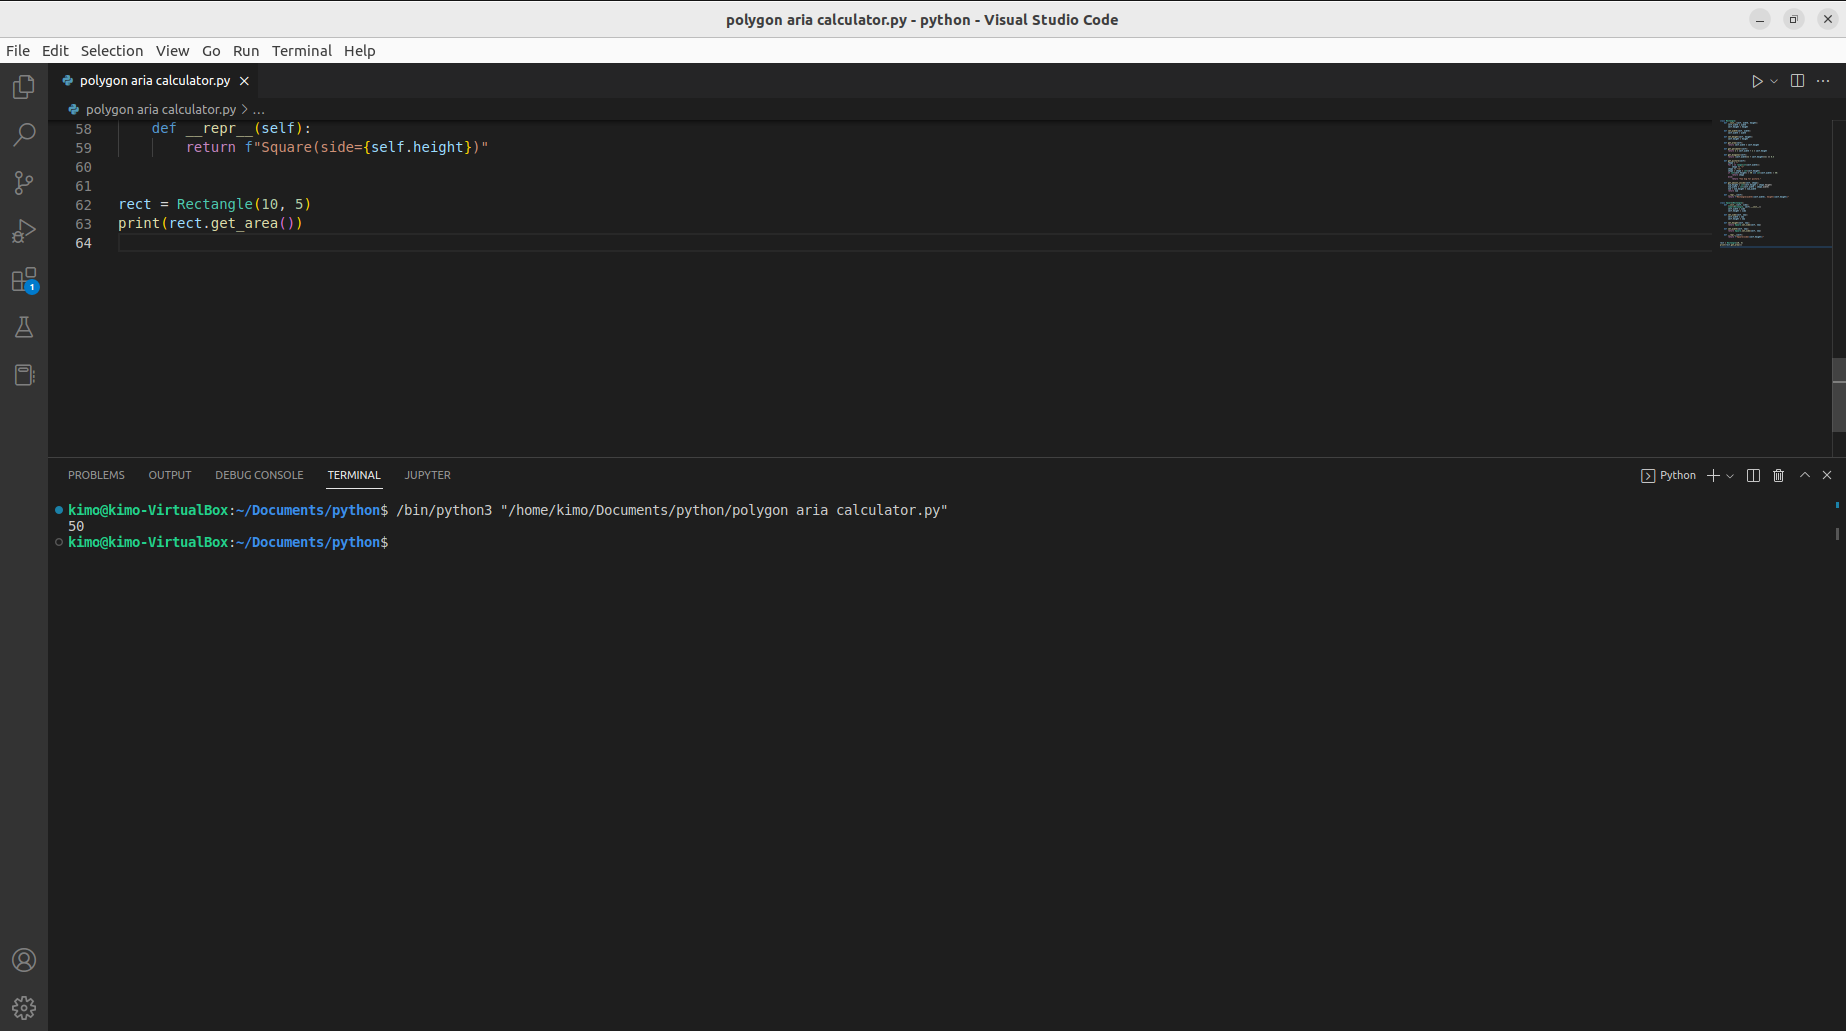 polygon aria calculator.py - python - Visual Studio Code
File Edit Selection View Go Run Terminal Help
polygon aria calculator.py
polygon aria calculator.py > ...
58 def __repr__(self):
59 return f"Square(side={self.height})"
60
61
62 rect = Rectangle(10, 5)
63 print(rect.get_area())
64
1
PROBLEMS OUTPUT DEBUG CONSOLE TERMINAL JUPYTER Python
kimo@kimo-VirtualBox:~/Documents/python$ /bin/python3 "/home/kimo/Documents/python/polygon aria calculator.py"
50
kimo@kimo-VirtualBox:~/Documents/python$